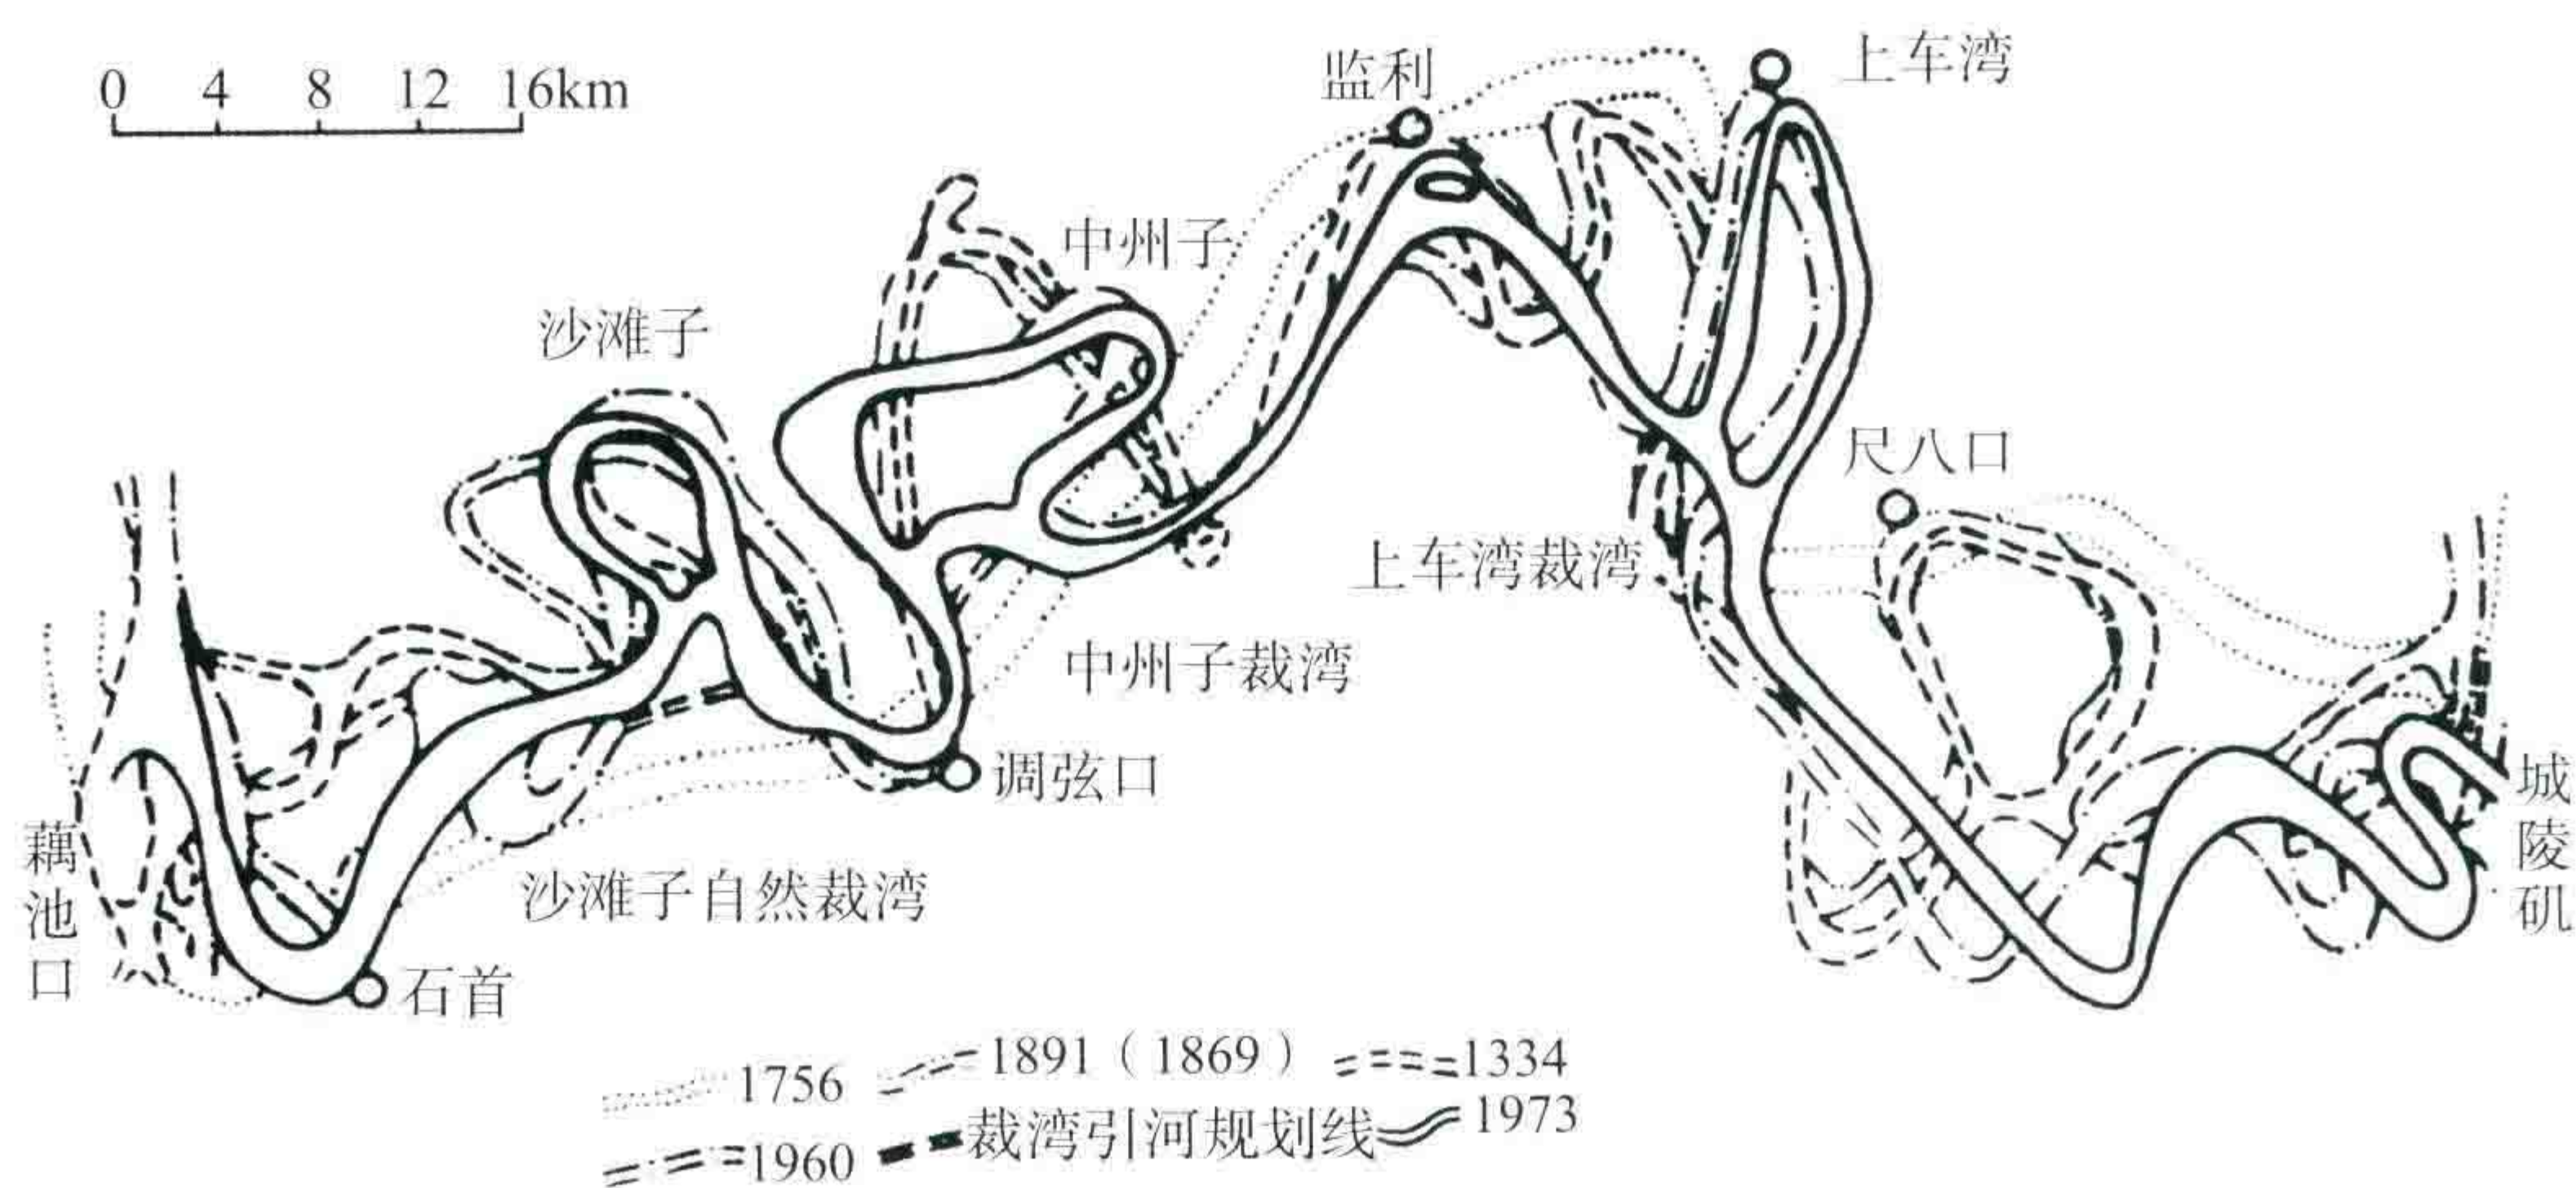 0 4 8 12 16km
监利
上车湾
中州子
沙滩子
尺八口
上车湾裁湾
中州子裁湾
调弦口
城陵矶
藕池口
沙滩子自然裁湾
石首
1756
1891（1869）
1334
1960
裁湾引河规划线
1973